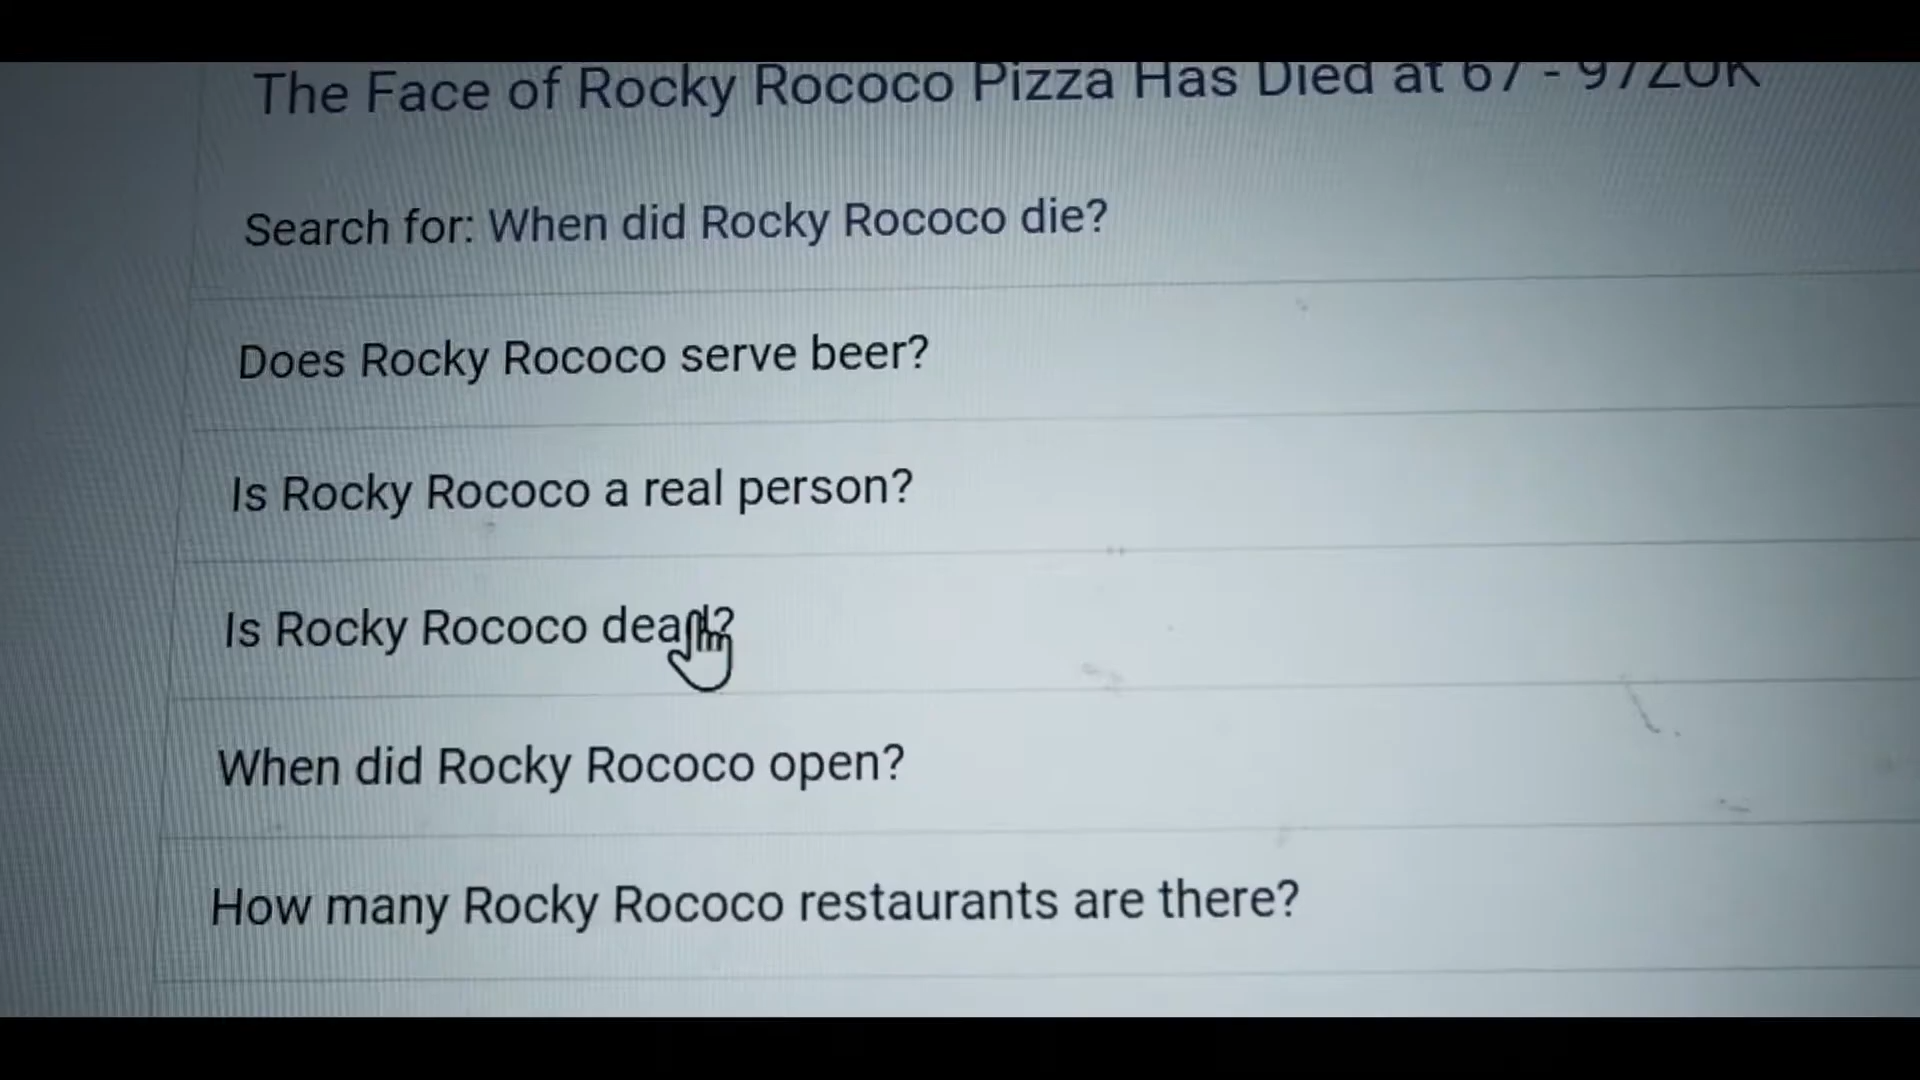 The Face of Rocky Rococo Pizza Has Died at 67 - 97ZOK
Search for: When did Rocky Rococo die?
Does Rocky Rococo serve beer?
Is Rocky Rococo a real person?
Is Rocky Rococo dead?
When did Rocky Rococo open?
How many Rocky Rococo restaurants are there?